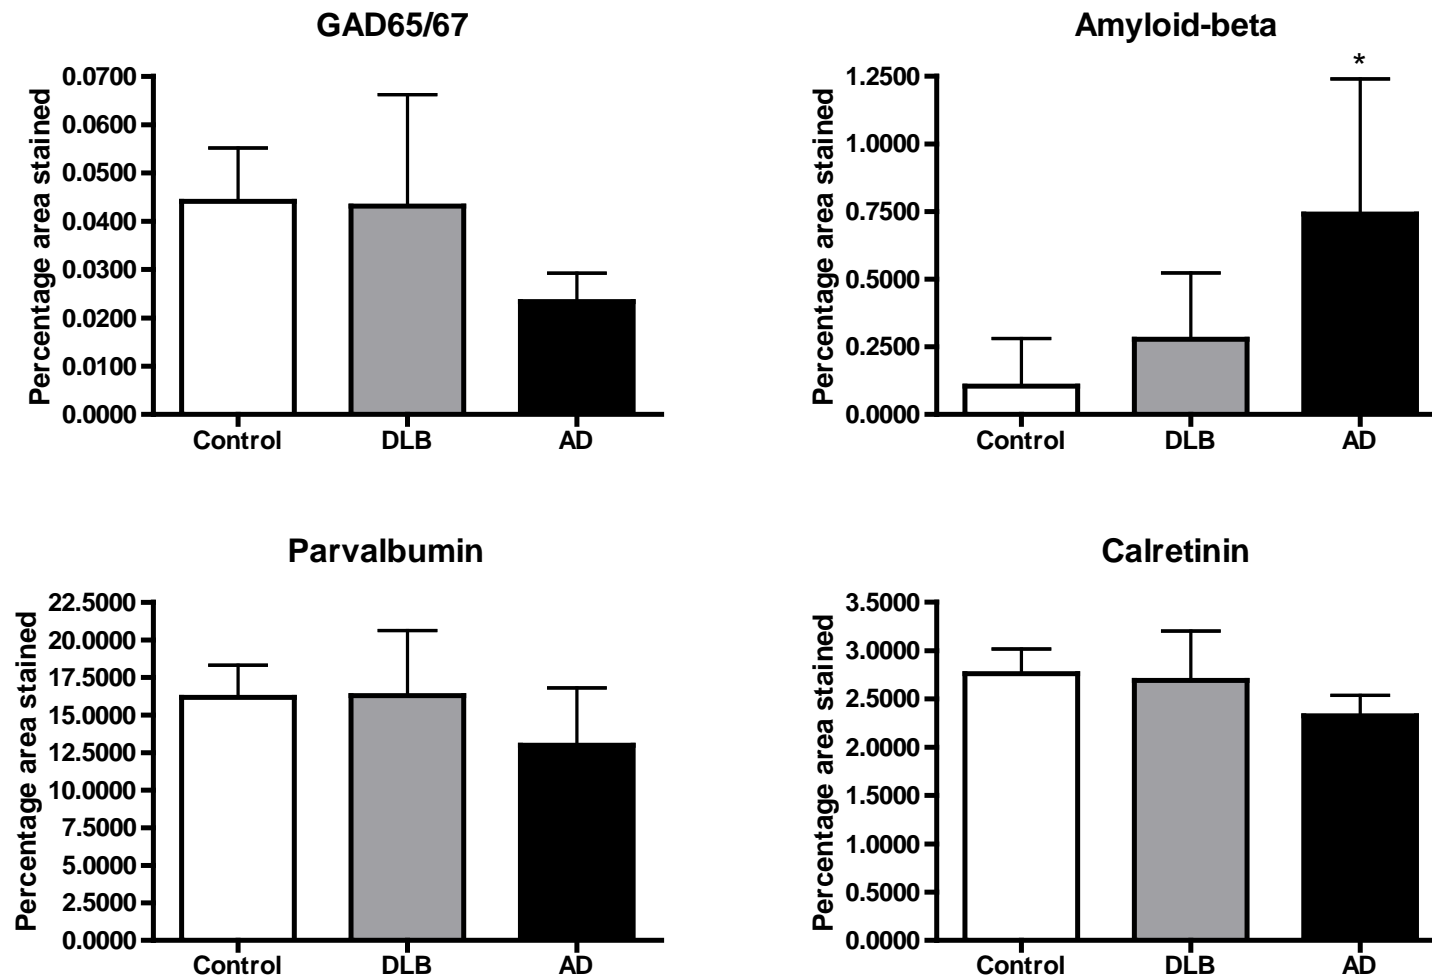 GAD65/67
Percentage area stained
0.0700
0.0600
0.0500
0.0400
0.0300
0.0200
0.0100
0.0000
Control DLB AD
Amyloid-beta
Percentage area stained
1.2500
1.0000
0.7500
0.5000
0.2500
0.0000
*
Control DLB AD
Parvalbumin
Percentage area stained
22.5000
20.0000
17.5000
15.0000
12.5000
10.0000
7.5000
5.0000
2.5000
0.0000
Control DLB AD
Calretinin
Percentage area stained
3.5000
3.0000
2.5000
2.0000
1.5000
1.0000
0.5000
0.0000
Control DLB AD